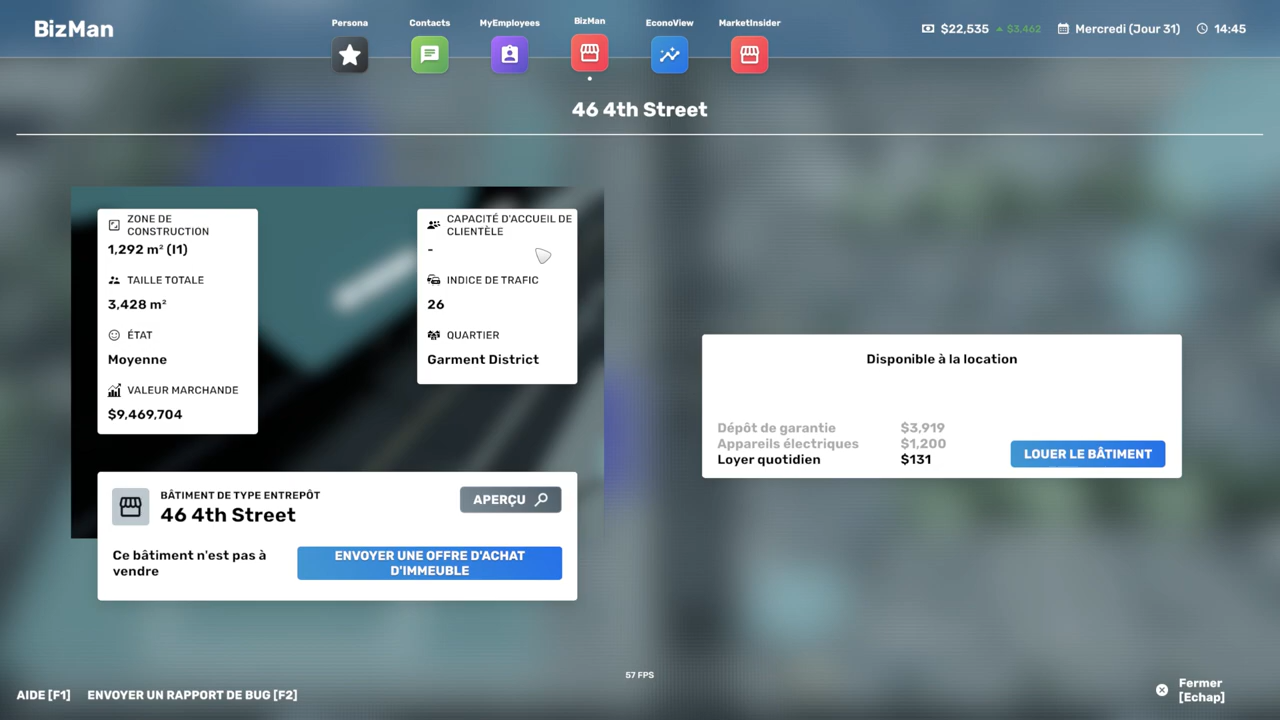 BizMan
Persona
Contacts
MyEmployees
BizMan
EconoView
MarketInsider
$22,535
$3.462
Mercredi (Jour 31)
14:45
46 4th Street
ZONE DE
CONSTRUCTION
1,292 m² (I1)
TAILLE TOTALE
3,428 m²
ÉTAT
Moyenne
VALEUR MARCHANDE
$9,469,704
CAPACITÉ D'ACCUEIL DE
CLIENTÈLE
-
INDICE DE TRAFIC
26
QUARTIER
Garment District
BÂTIMENT DE TYPE ENTREPÔT
46 4th Street
APERÇU
Ce bâtiment n'est pas à
vendre
ENVOYER UNE OFFRE D'ACHAT
D'IMMEUBLE
Disponible à la location
Dépôt de garantie $3,919
Appareils électriques $1,200
Loyer quotidien $131
LOUER LE BÂTIMENT
57 FPS
AIDE [F1]
ENVOYER UN RAPPORT DE BUG [F2]
Fermer
[Echap]